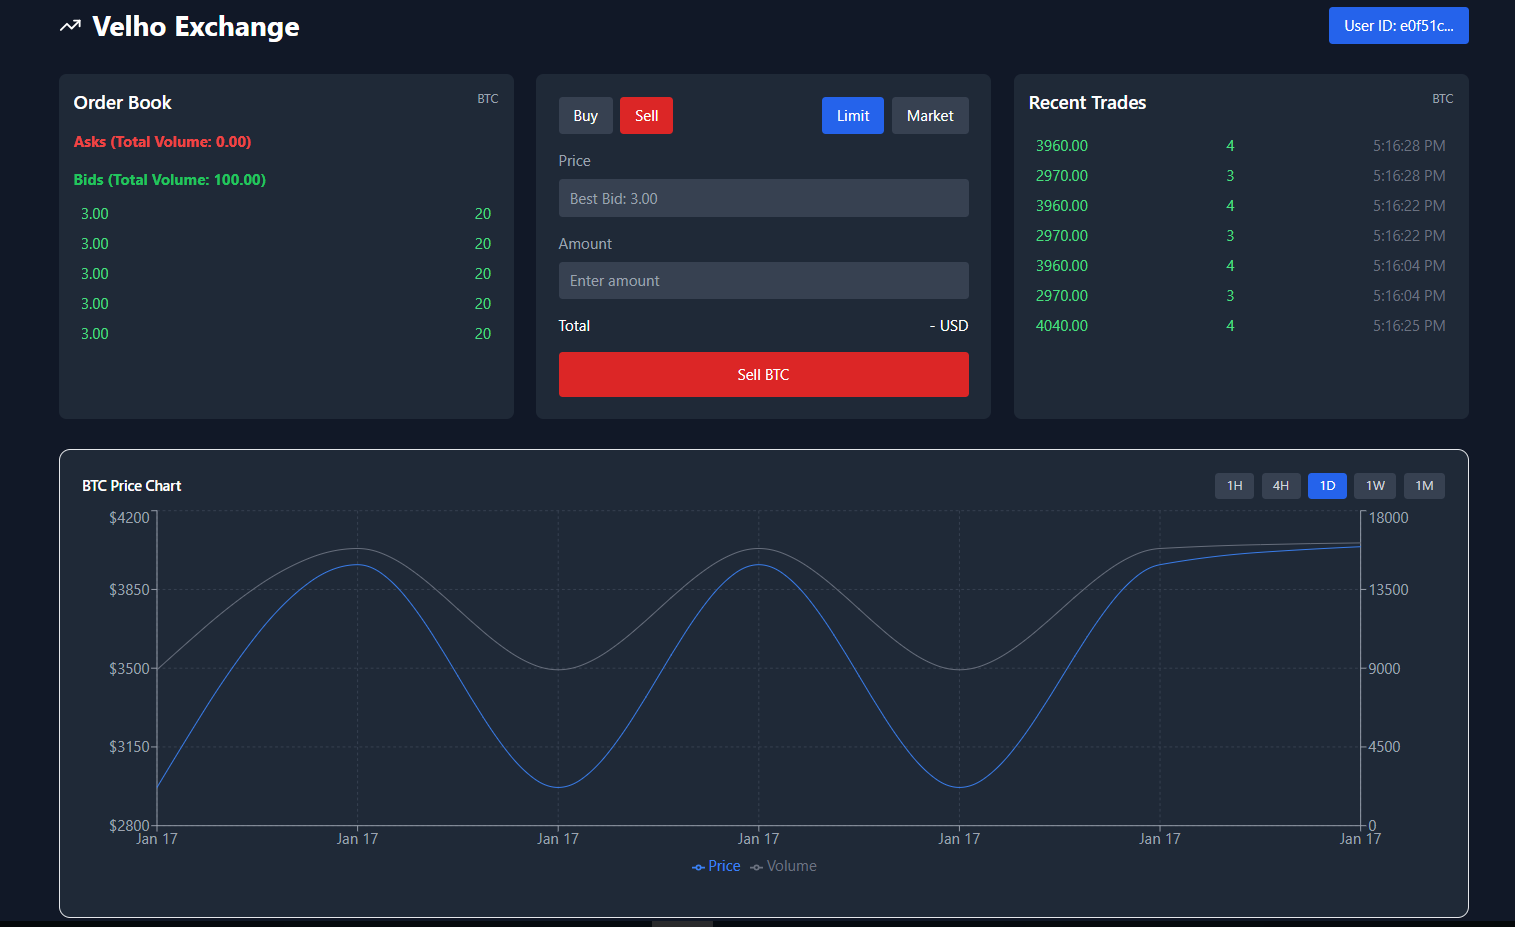 Velho Exchange
User ID: e0f51c...
Order Book
BTC
Asks (Total Volume: 0.00)
Bids (Total Volume: 100.00)
3.00 20
3.00 20
3.00 20
3.00 20
3.00 20
Buy Sell Limit Market
Price
Best Bid: 3.00
Amount
Enter amount
Total - USD
Sell BTC
Recent Trades
BTC
3960.00 4 5:16:28 PM
2970.00 3 5:16:28 PM
3960.00 4 5:16:22 PM
2970.00 3 5:16:22 PM
3960.00 4 5:16:04 PM
2970.00 3 5:16:04 PM
4040.00 4 5:16:25 PM
BTC Price Chart
1H 4H 1D 1W 1M
$4200 18000
$3850 13500
$3500 9000
$3150 4500
$2800 0
Jan 17 Jan 17 Jan 17 Jan 17 Jan 17 Jan 17 Jan 17
Price Volume